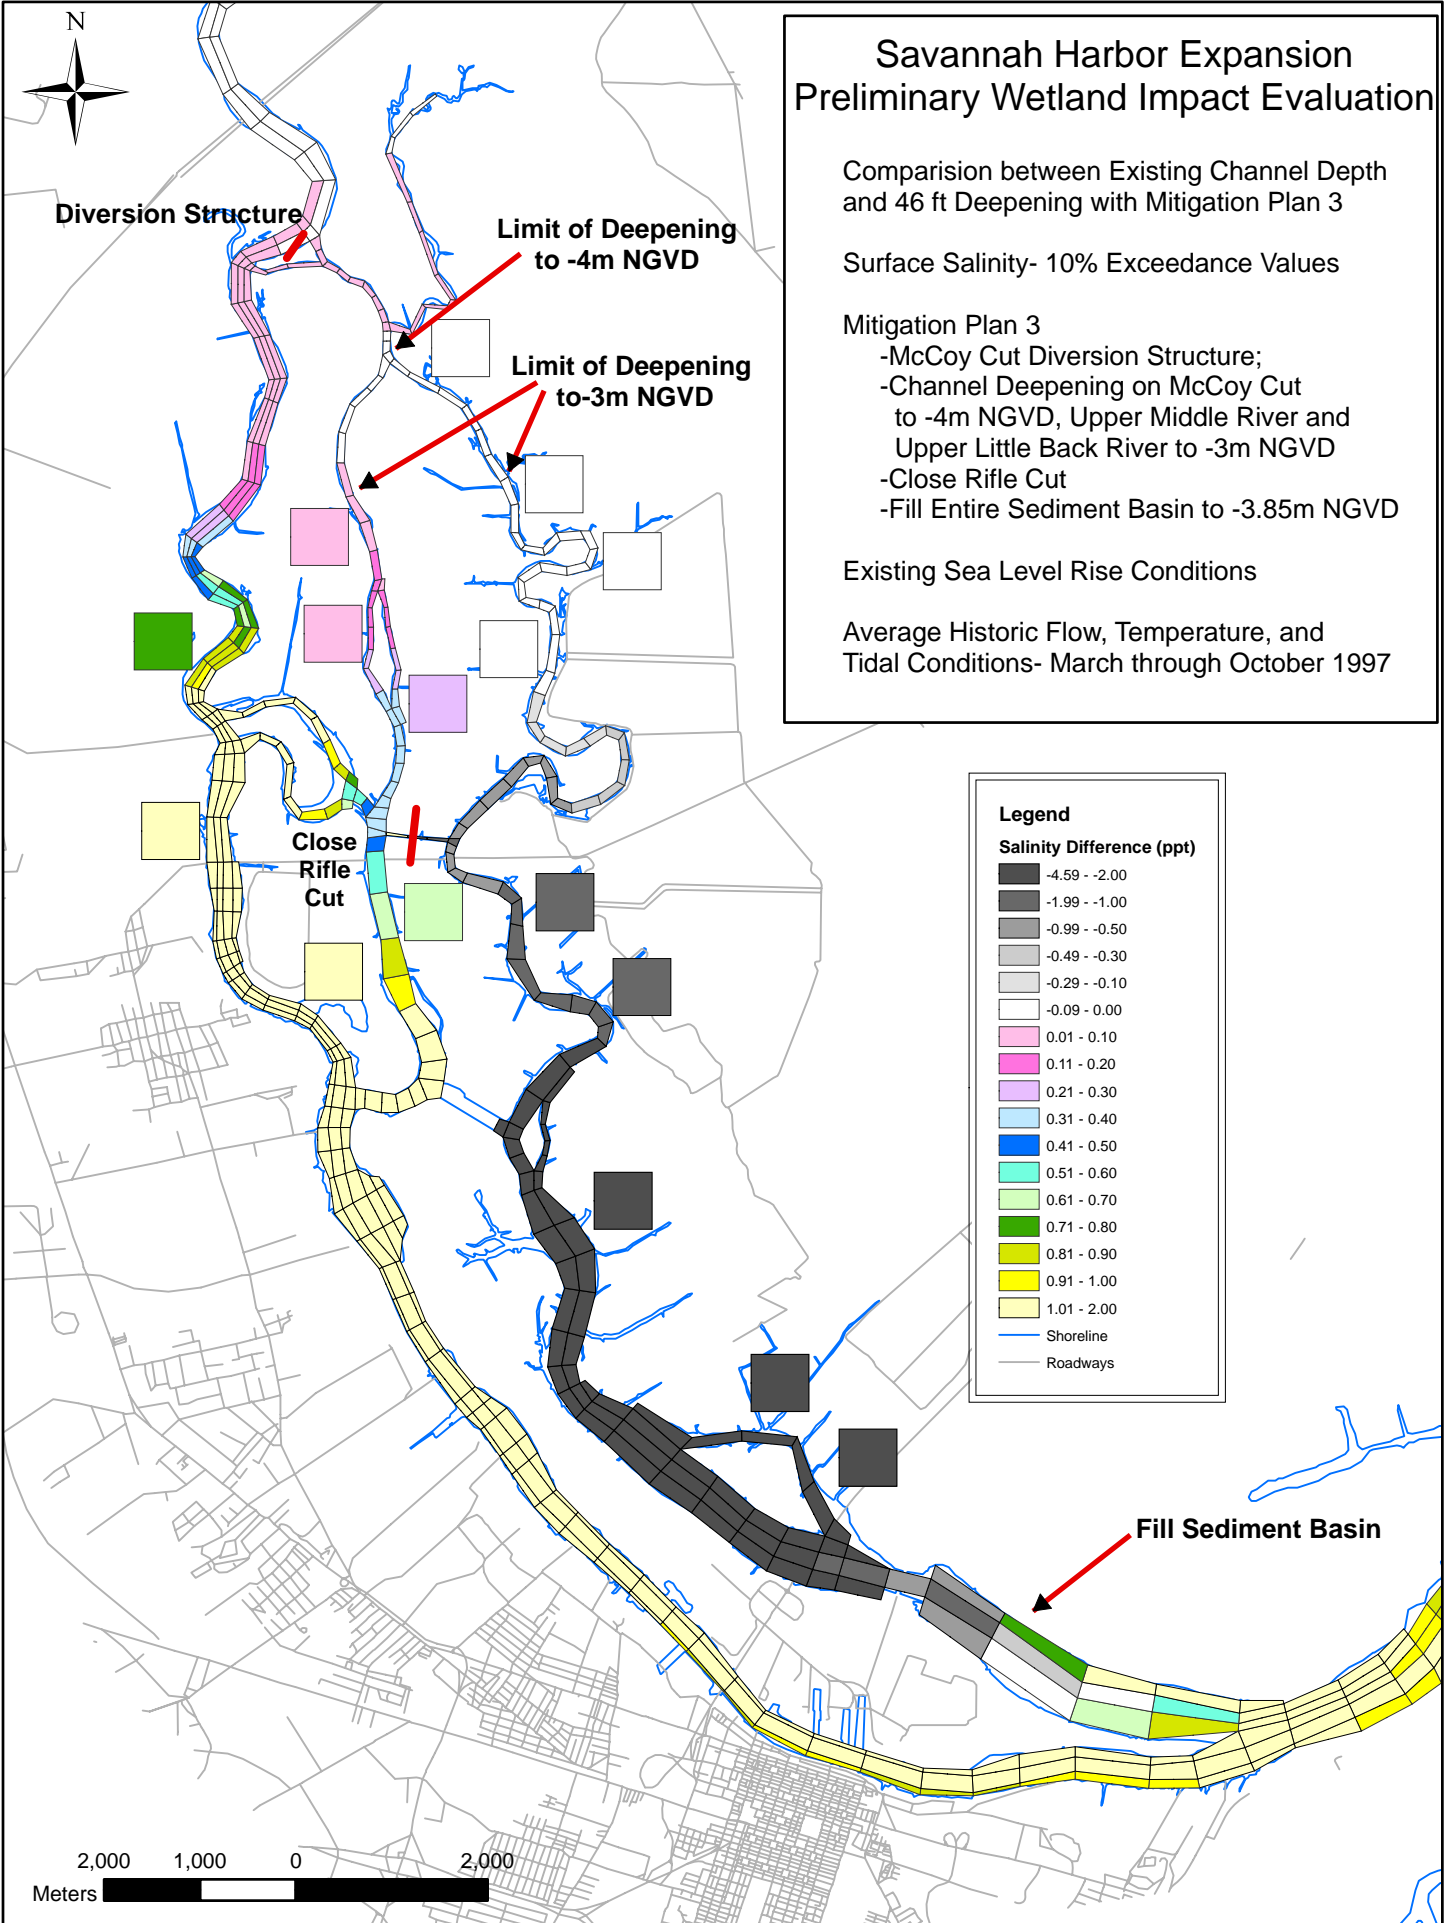 N
Savannah Harbor Expansion
Preliminary Wetland Impact Evaluation
Comparision between Existing Channel Depth
and 46 ft Deepening with Mitigation Plan 3
Surface Salinity- 10% Exceedance Values
Mitigation Plan 3
-McCoy Cut Diversion Structure;
-Channel Deepening on McCoy Cut
to -4m NGVD, Upper Middle River and
Upper Little Back River to -3m NGVD
-Close Rifle Cut
-Fill Entire Sediment Basin to -3.85m NGVD
Existing Sea Level Rise Conditions
Average Historic Flow, Temperature, and
Tidal Conditions- March through October 1997
Diversion Structure
Limit of Deepening
to -4m NGVD
Limit of Deepening
to-3m NGVD
Close
Rifle
Cut
Legend
Salinity Difference (ppt)
-4.59 - -2.00
-1.99 - -1.00
-0.99 - -0.50
-0.49 - -0.30
-0.29 - -0.10
-0.09 - 0.00
0.01 - 0.10
0.11 - 0.20
0.21 - 0.30
0.31 - 0.40
0.41 - 0.50
0.51 - 0.60
0.61 - 0.70
0.71 - 0.80
0.81 - 0.90
0.91 - 1.00
1.01 - 2.00
Shoreline
Roadways
Fill Sediment Basin
2,000 1,000 0 2,000
Meters